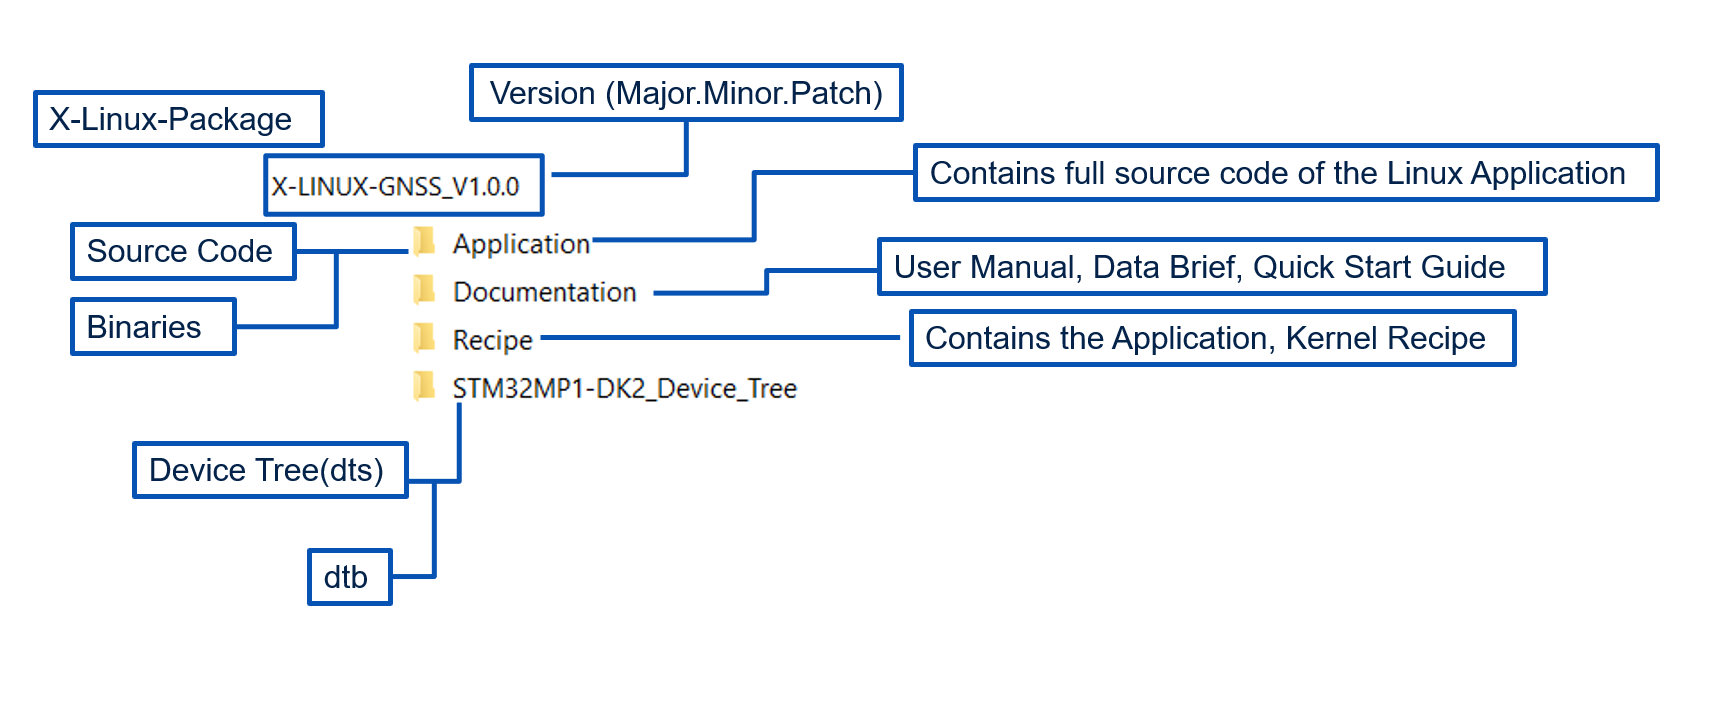 Version (Major.Minor.Patch)
X-Linux-Package
X-LINUX-GNSS_V1.0.0
Contains full source code of the Linux Application
Source Code
Application
User Manual, Data Brief, Quick Start Guide
Documentation
Binaries
Recipe
Contains the Application, Kernel Recipe
STM32MP1-DK2_Device_Tree
Device Tree(dts)
dtb